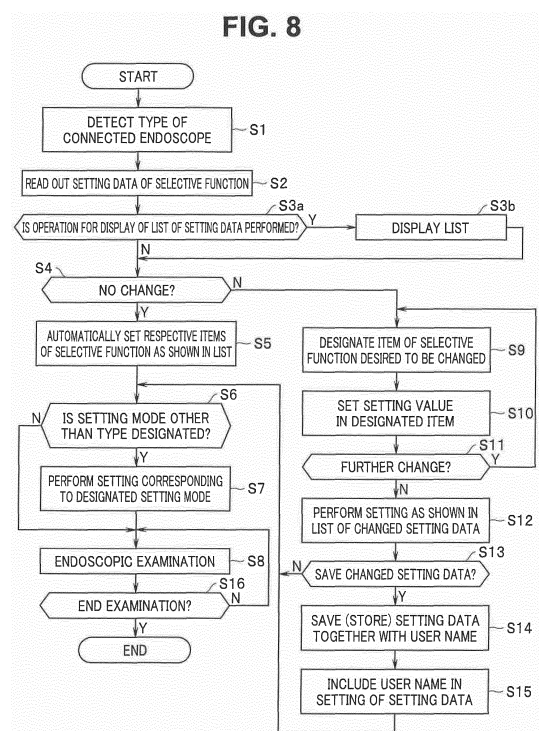 FIG. 8
START
DETECT TYPE OF
CONNECTED ENDOSCOPE
S1
READ OUT SETTING DATA OF SELECTIVE FUNCTION
S2
S3a
IS OPERATION FOR DISPLAY OF LIST OF SETTING DATA PERFORMED?
Y
S3b
DISPLAY LIST
N
S4
NO CHANGE?
N
Y
AUTOMATICALLY SET RESPECTIVE ITEMS
OF SELECTIVE FUNCTION AS SHOWN IN LIST
S5
S6
N
IS SETTING MODE OTHER
THAN TYPE DESIGNATED?
Y
PERFORM SETTING CORRESPONDING
TO DESIGNATED SETTING MODE
S7
ENDOSCOPIC EXAMINATION
S8
S16
END EXAMINATION?
N
Y
END
DESIGNATE ITEM OF SELECTIVE
FUNCTION DESIRED TO BE CHANGED
S9
SET SETTING VALUE
IN DESIGNATED ITEM
S10
S11
FURTHER CHANGE?
Y
N
PERFORM SETTING AS SHOWN IN
LIST OF CHANGED SETTING DATA
S12
S13
N
SAVE CHANGED SETTING DATA?
Y
SAVE (STORE) SETTING DATA
TOGETHER WITH USER NAME
S14
INCLUDE USER NAME IN
SETTING OF SETTING DATA
S15